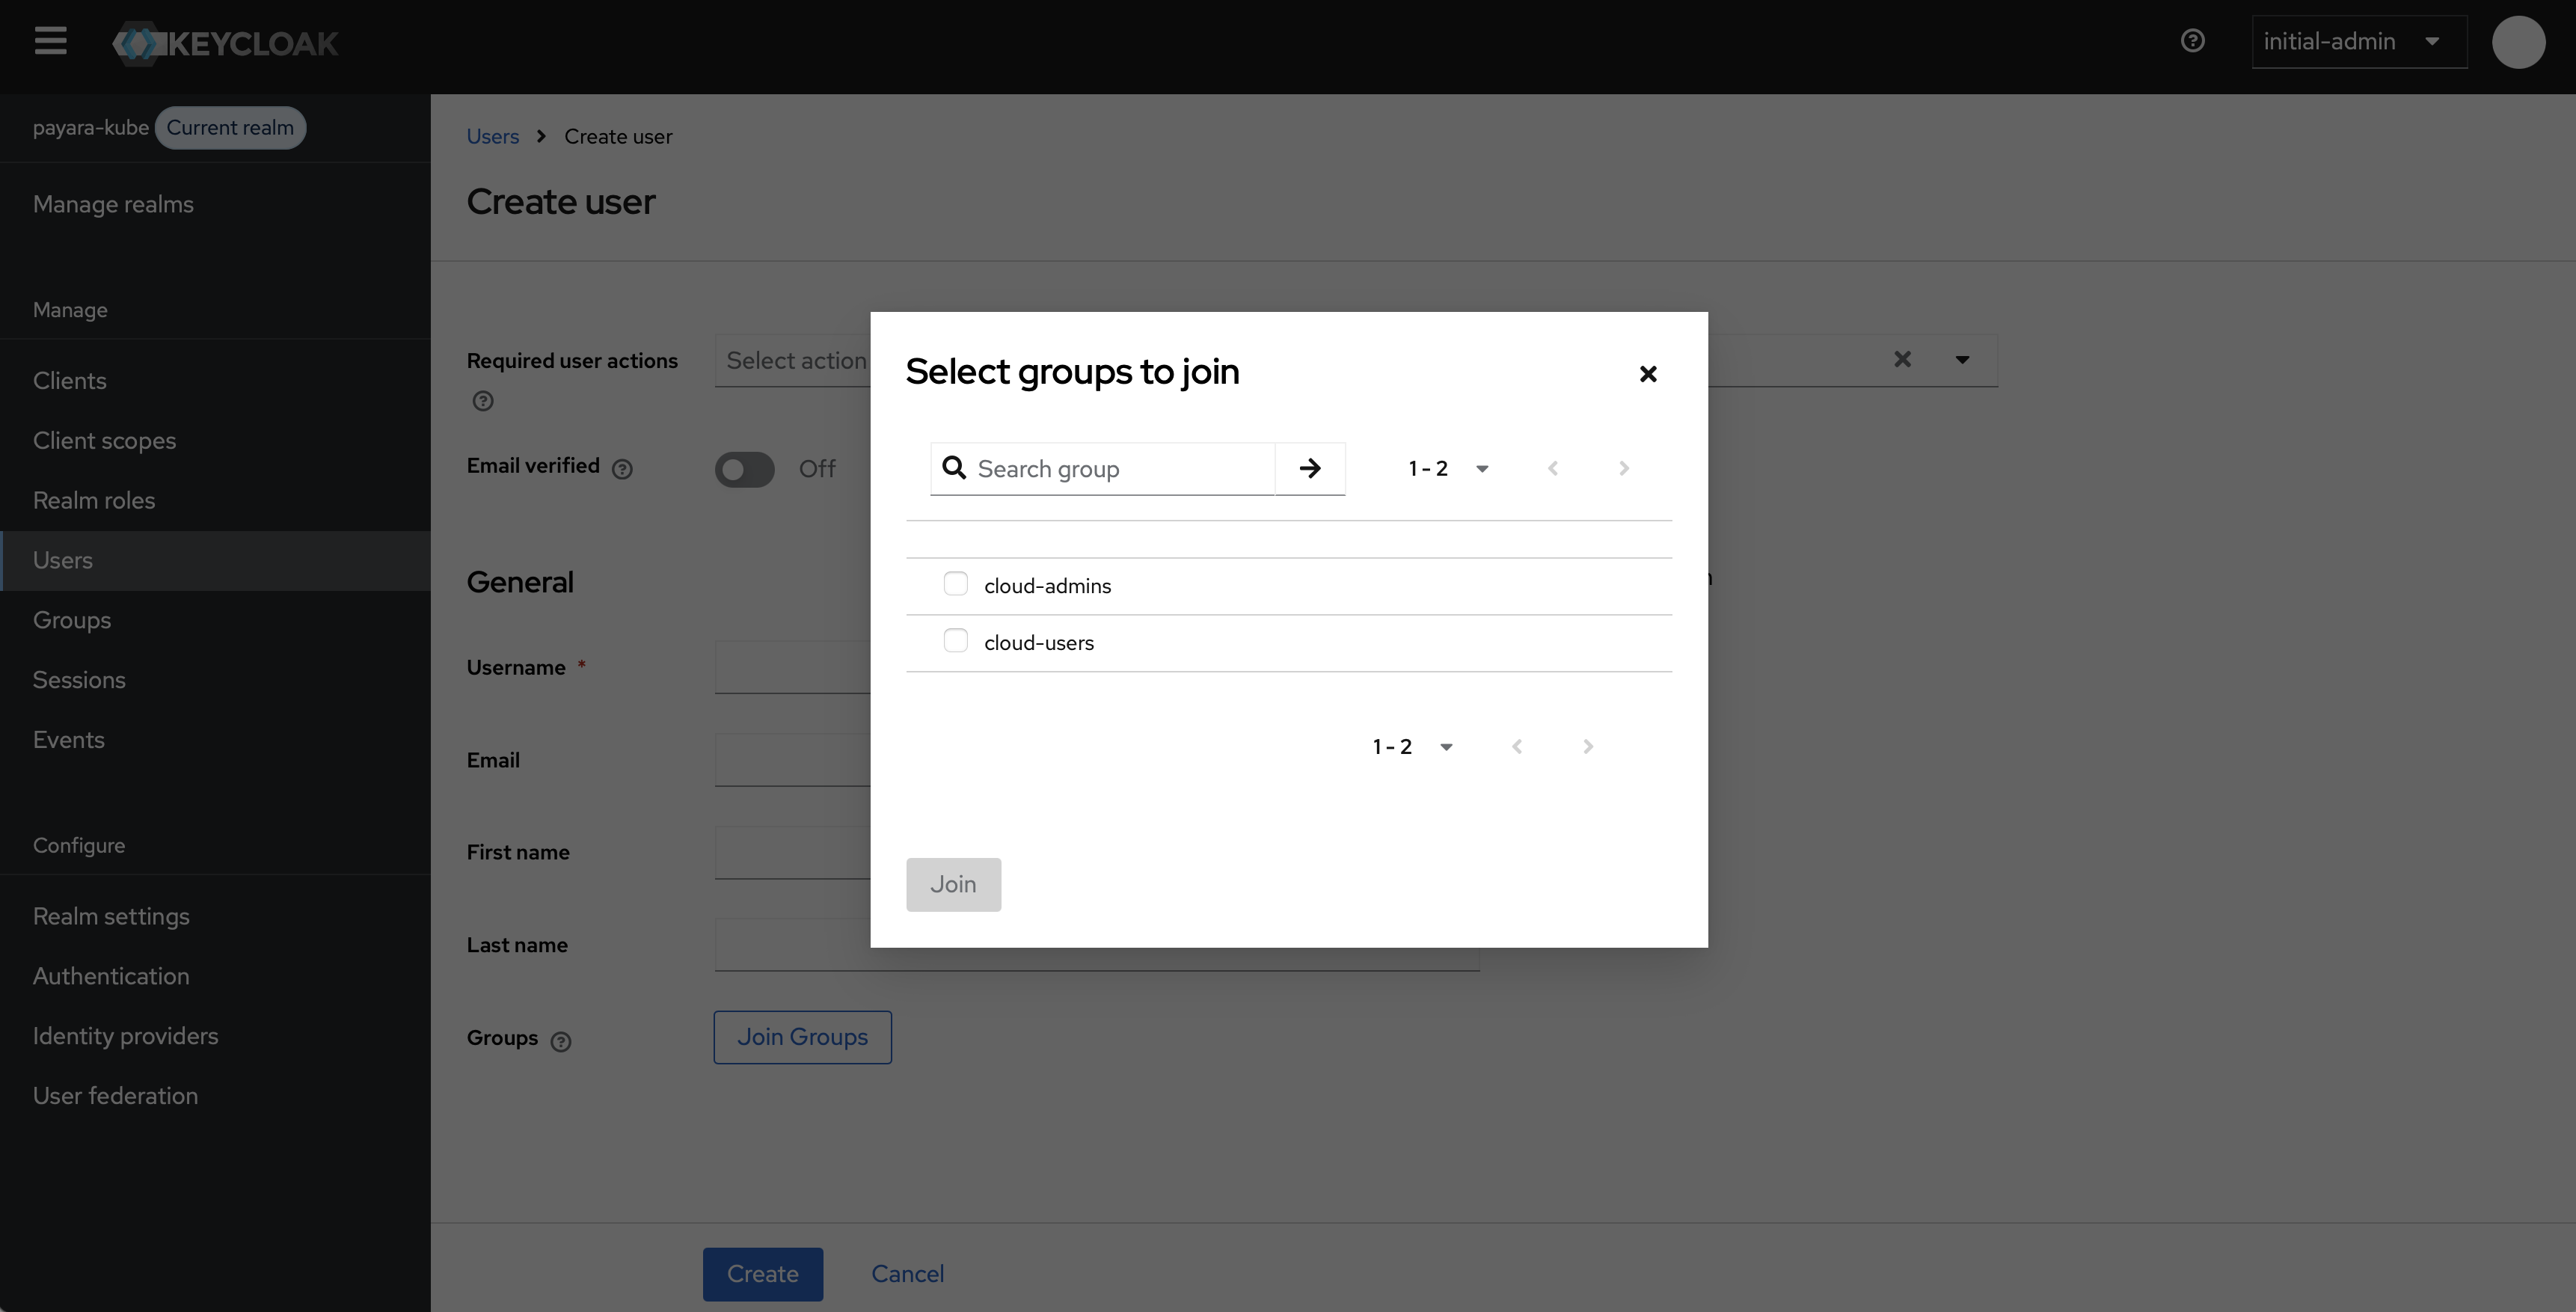 KEYCLOAK
initial-admin
payara-kube Current realm
Manage realms
Manage
Clients
Client scopes
Realm roles
Users
Groups
Sessions
Events
Configure
Realm settings
Authentication
Identity providers
User federation
Users Create user
Create user
Required user actions Select action
Email verified Off
General
Username *
Email
First name
Last name
Groups Join Groups
Create Cancel
Select groups to join
Search group 1 - 2
cloud-admins
cloud-users
1 - 2
Join